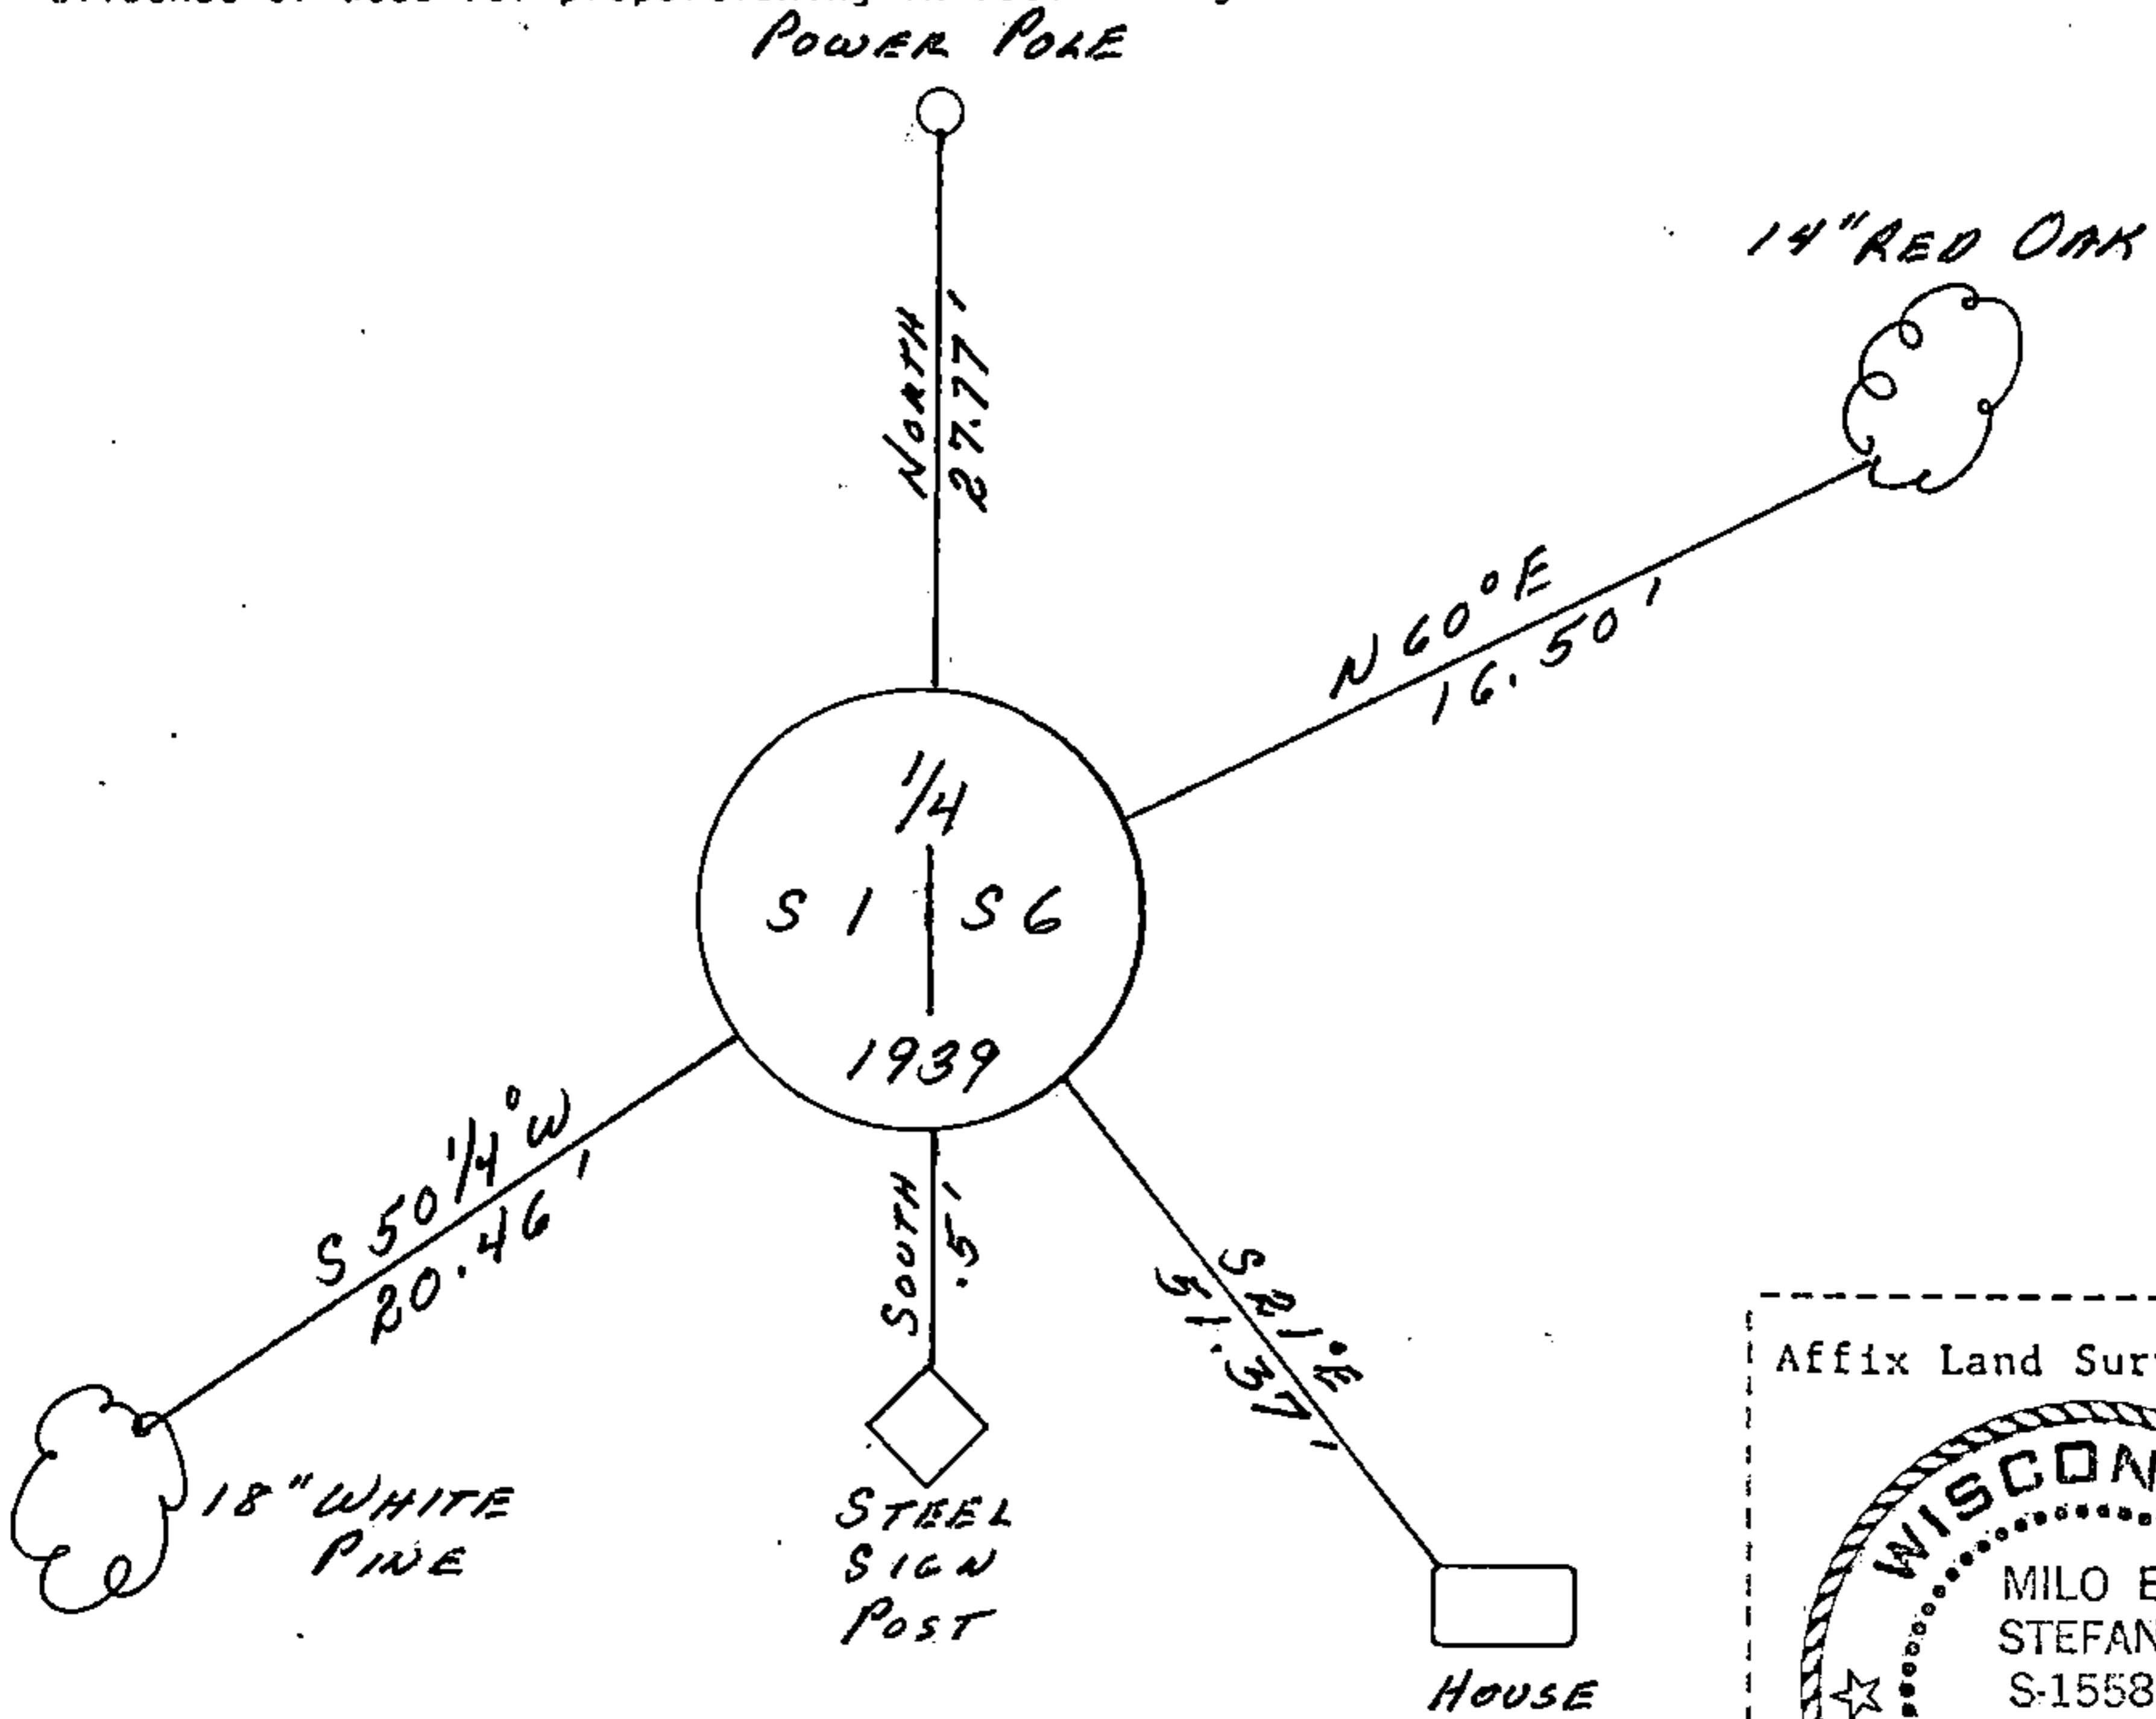 POWER POLE
14" RED OAK
NORTH
27.77'
N 60° E
16.50'
1/4
S 1 | S 6
1939
S 50 1/4° W
20.46'
SOUTH
.5'
S 21° E
51.37'
18" WHITE
PINE
STEEL
SIGN
POST
HOUSE
Affix Land Sur
WISCON
MILO
STEFAN
S-1558